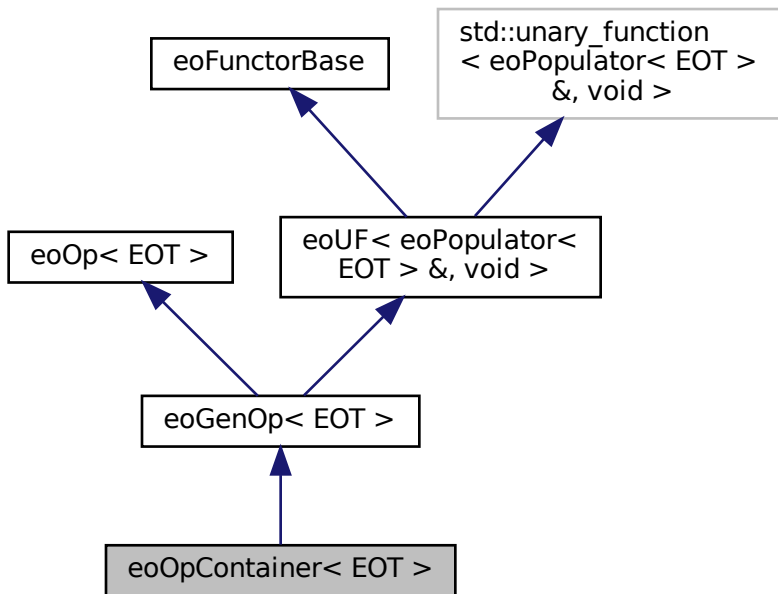 std::unary_function
< eoPopulator< EOT >
&, void >
eoFunctorBase
eoUF< eoPopulator<
EOT > &, void >
eoOp< EOT >
eoGenOp< EOT >
eoOpContainer< EOT >